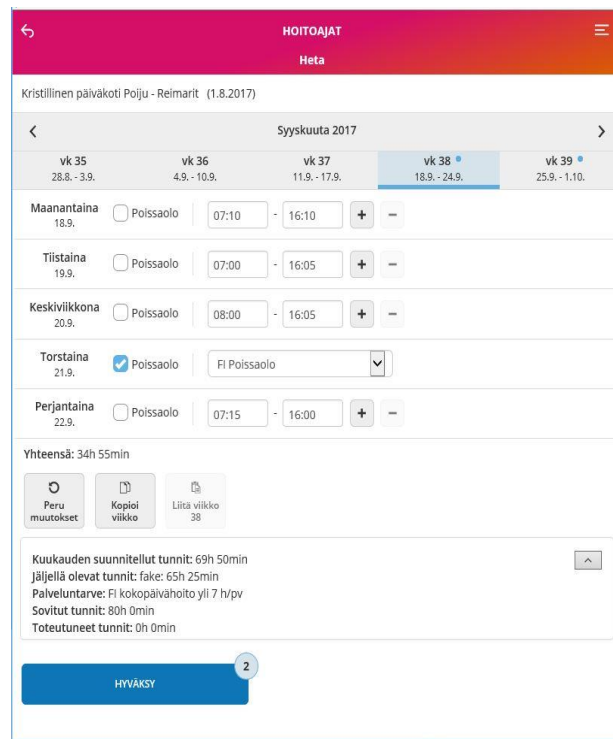 HOITOAJAT
Heta
Kristillinen päiväkoti Poiju - Reimarit (1.8.2017)
Syyskuuta 2017
vk 35 vk 36 vk 37 vk 38 vk 39
28.8. - 3.9. 4.9. - 10.9. 11.9. - 17.9. 18.9. - 24.9. 25.9. - 1.10.
Maanantaina Poissaolo 07:10 - 16:10 + -
18.9.
Tiistaina Poissaolo 07:00 - 16:05 + -
19.9.
Keskiviikkona Poissaolo 08:00 - 16:05 + -
20.9.
Torstaina Poissaolo FI Poissaolo
21.9.
Perjantaina Poissaolo 07:15 - 16:00 + -
22.9.
Yhteensä: 34h 55min
Peru muutokset
Kopioi viikko
Liitä viikko 38
Kuukauden suunnitellut tunnit: 69h 50min
Jäljellä olevat tunnit: fake: 65h 25min
Palveluntarve: FI kokopäivähoito yli 7 h/pv
Sovitut tunnit: 80h 0min
Toteutuneet tunnit: 0h 0min
2
HYVÄKSY